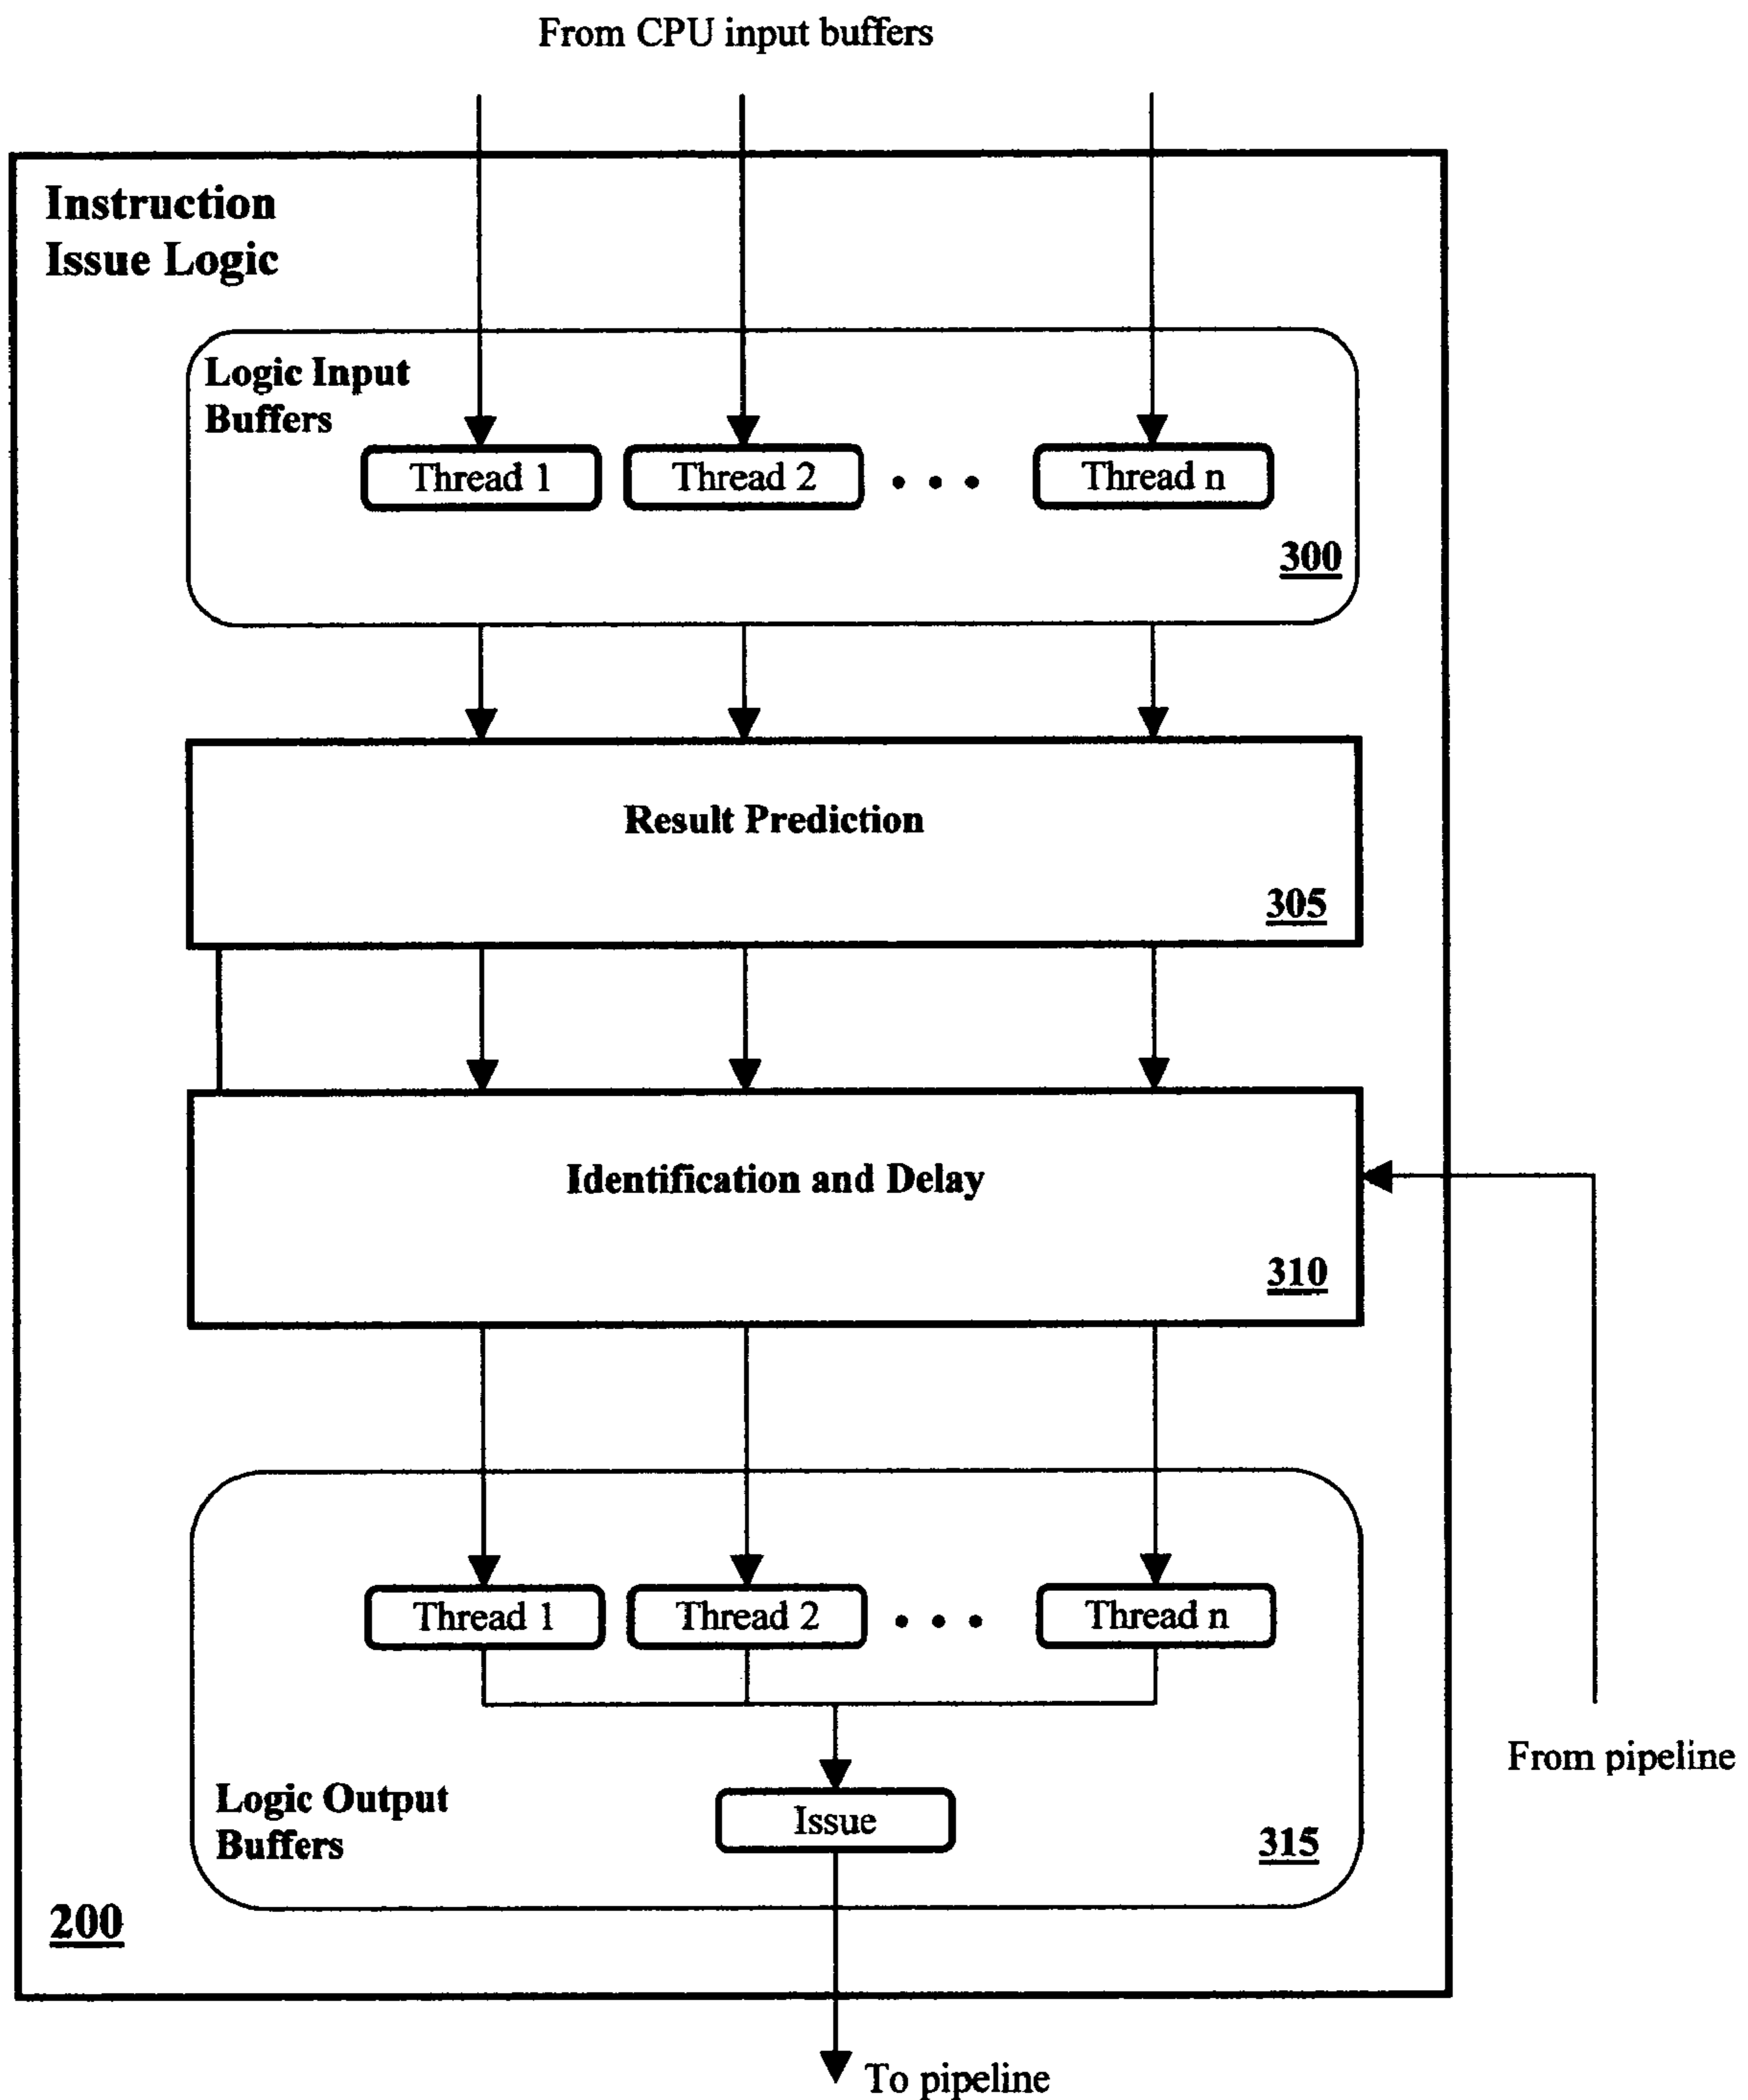 From CPU input buffers
Instruction
Issue Logic
Logic Input
Buffers
Thread 1
Thread 2
• • •
Thread n
300
Result Prediction
305
Identification and Delay
310
Thread 1
Thread 2
• • •
Thread n
From pipeline
Issue
Logic Output
Buffers
315
200
To pipeline